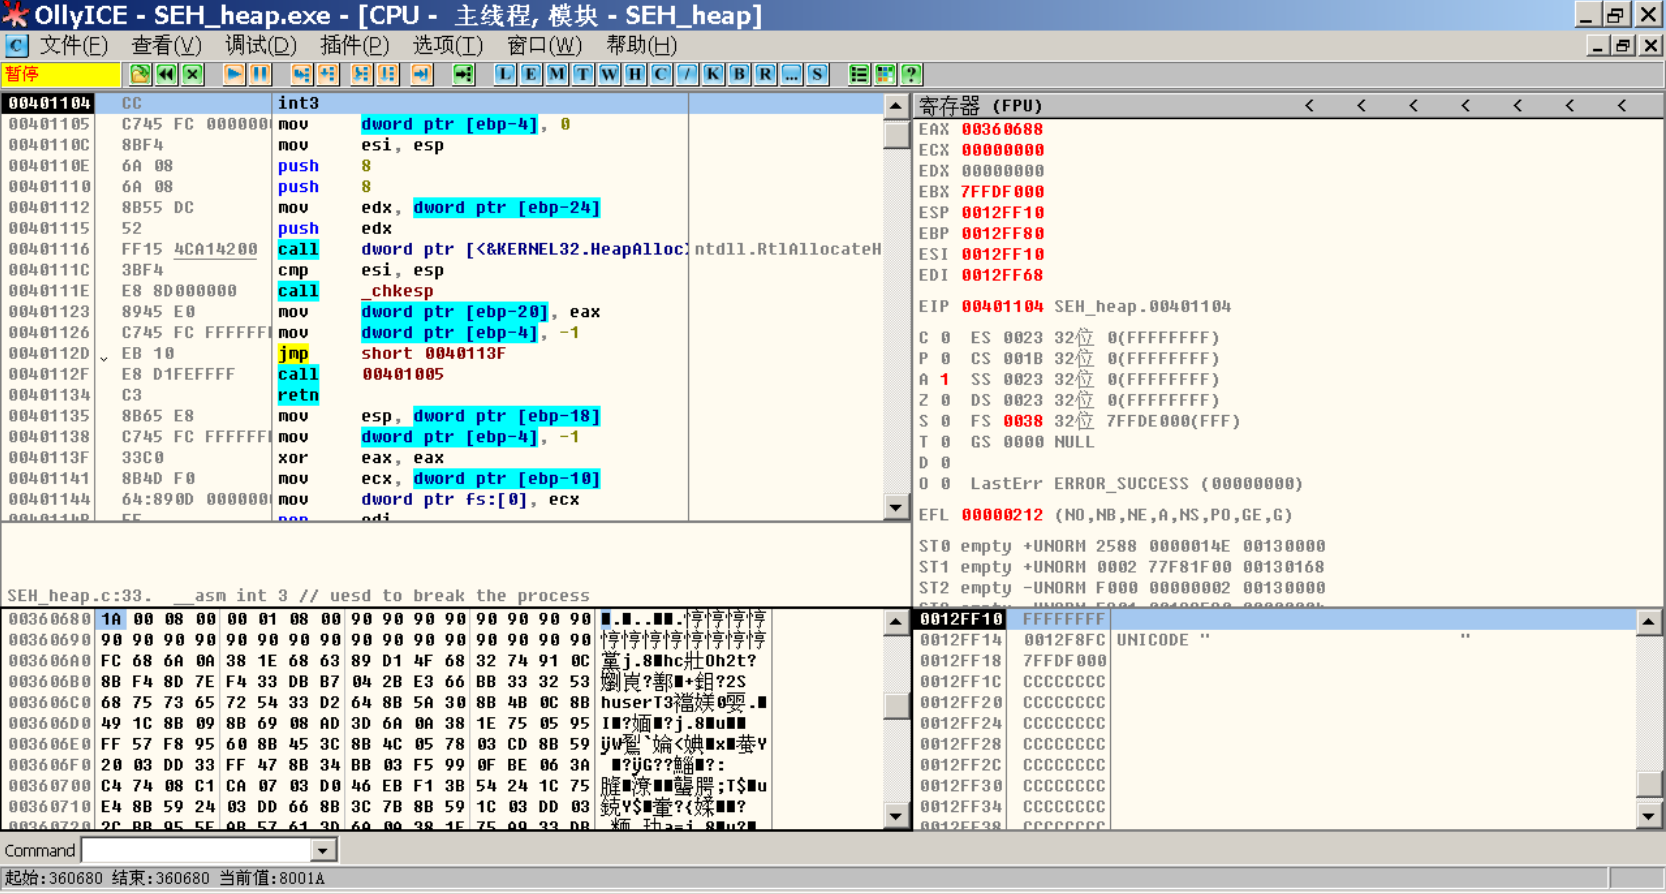 OllyICE - SEH_heap.exe - [CPU - 主线程, 模块 - SEH_heap]
文件(F) 查看(V) 调试(D) 插件(P) 选项(T) 窗口(W) 帮助(H)
暂停 L E M T W H C / K B R ... S ?
00401104 CC int3
00401105 C745 FC 0000000 mov dword ptr [ebp-4], 0
0040110C 8BF4 mov esi, esp
0040110E 6A 08 push 8
00401110 6A 08 push 8
00401112 8B55 DC mov edx, dword ptr [ebp-24]
00401115 52 push edx
00401116 FF15 4CA14200 call dword ptr [<&KERNEL32.HeapAlloc> ntdll.RtlAllocateH
0040111C 3BF4 cmp esi, esp
0040111E E8 8D000000 call _chkesp
00401123 8945 E0 mov dword ptr [ebp-20], eax
00401126 C745 FC FFFFFF mov dword ptr [ebp-4], -1
0040112D EB 10 jmp short 0040113F
0040112F E8 D1FEFFFF call 00401005
00401134 C3 retn
00401135 8B65 E8 mov esp, dword ptr [ebp-18]
00401138 C745 FC FFFFFF mov dword ptr [ebp-4], -1
0040113F 33C0 xor eax, eax
00401141 8B4D F0 mov ecx, dword ptr [ebp-10]
00401144 64:890D 000000 mov dword ptr fs:[0], ecx
0040114B 5F pop edi
SEH_heap.c:33. __asm int 3 // uesd to break the process
寄存器 (FPU) < < < < < < <
EAX 00360688
ECX 00000000
EDX 00000000
EBX 7FFDF000
ESP 0012FF10
EBP 0012FF80
ESI 0012FF10
EDI 0012FF68
EIP 00401104 SEH_heap.00401104
C 0 ES 0023 32位 0(FFFFFFFF)
P 0 CS 001B 32位 0(FFFFFFFF)
A 1 SS 0023 32位 0(FFFFFFFF)
Z 0 DS 0023 32位 0(FFFFFFFF)
S 0 FS 0038 32位 7FFDE000(FFF)
T 0 GS 0000 NULL
D 0
O 0 LastErr ERROR_SUCCESS (00000000)
EFL 00000212 (NO,NB,NE,A,NS,PO,GE,G)
ST0 empty +UNORM 2588 0000014E 00130000
ST1 empty +UNORM 0002 77F81F00 00130168
ST2 empty -UNORM F000 00000002 00130000
00360680 1A 00 08 00 00 01 08 00 90 90 90 90 90 90 90 90
00360690 90 90 90 90 90 90 90 90 90 90 90 90 90 90 90 90
003606A0 FC 68 6A 0A 38 1E 68 63 89 D1 4F 68 32 74 91 0C
003606B0 8B F4 8D 7E F4 33 DB B7 04 2B E3 66 BB 33 32 53
003606C0 68 75 73 65 72 54 33 D2 64 8B 5A 30 8B 4B 0C 8B
003606D0 49 1C 8B 09 8B 69 08 AD 3D 6A 0A 38 1E 75 05 95
003606E0 FF 57 F8 95 60 8B 45 3C 8B 4C 05 78 03 CD 8B 59
003606F0 20 03 DD 33 FF 47 8B 34 BB 03 F5 99 0F BE 06 3A
00360700 C4 74 08 C1 CA 07 03 D0 46 EB F1 3B 54 24 1C 75
00360710 E4 8B 59 24 03 DD 66 8B 3C 7B 8B 59 1C 03 DD 03
00360720 2C BB 95 5F AB 57 61 3D 6A 0A 38 1E 75 A9 33 DB
0012FF10 FFFFFFFF
0012FF14 0012F8FC UNICODE " "
0012FF18 7FFDF000
0012FF1C CCCCCCCC
0012FF20 CCCCCCCC
0012FF24 CCCCCCCC
0012FF28 CCCCCCCC
0012FF2C CCCCCCCC
0012FF30 CCCCCCCC
0012FF34 CCCCCCCC
0012FF38 CCCCCCCC
Command
起始:360680 结束:360680 当前值:8001A